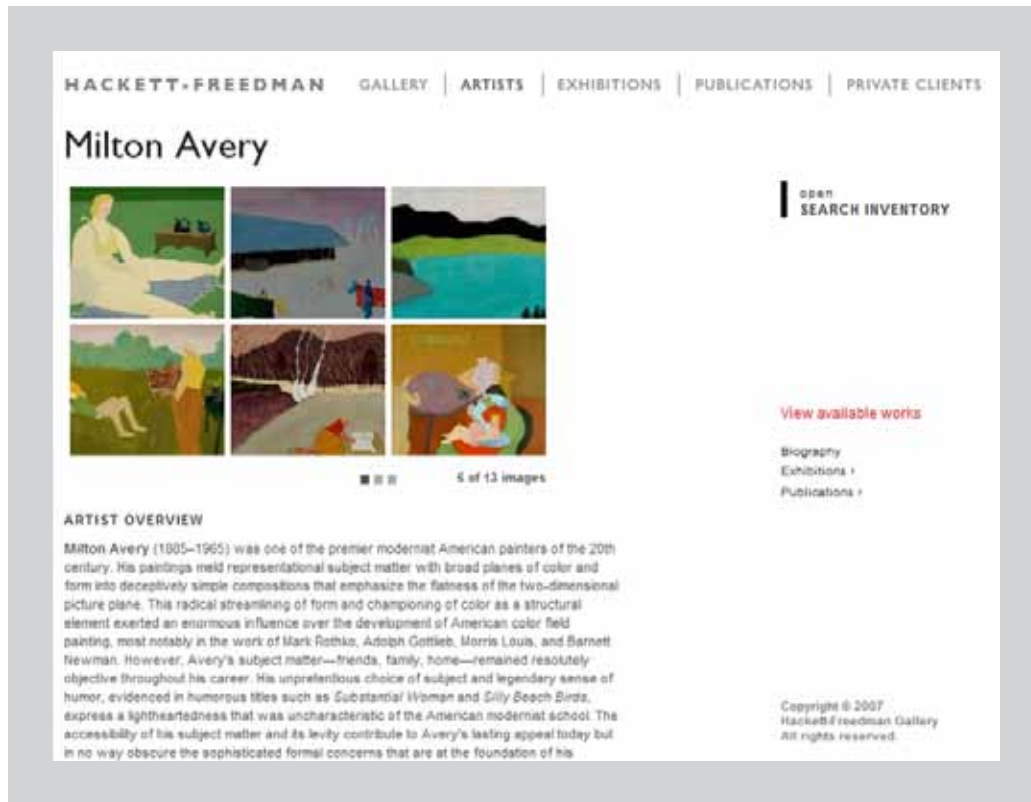 HACKETT-FREEDMAN GALLERY ARTISTS EXHIBITIONS PUBLICATIONS PRIVATE CLIENTS
Milton Avery
open
SEARCH INVENTORY
View available works
Biography
Exhibitions ›
Publications ›
6 of 13 images
ARTIST OVERVIEW
Milton Avery (1885–1965) was one of the premier modernist American painters of the 20th
century. His paintings meld representational subject matter with broad planes of color and
form into deceptively simple compositions that emphasize the flatness of the two-dimensional
picture plane. This radical streamlining of form and championing of color as a structural
element exerted an enormous influence over the development of American color field
painting, most notably in the work of Mark Rothko, Adolph Gottlieb, Morris Louis, and Barnett
Newman. However, Avery's subject matter—friends, family, home—remained resolutely
objective throughout his career. His unpretentious choice of subject and legendary sense of
humor, evidenced in humorous titles such as Substantial Woman and Silly Beach Birds,
express a lightheartedness that was uncharacteristic of the American modernist school. The
accessibility of his subject matter and its levity contribute to Avery's lasting appeal today but
in no way obscure the sophisticated formal concerns that are at the foundation of his
Copyright © 2007
Hackett-Freedman Gallery
All rights reserved.